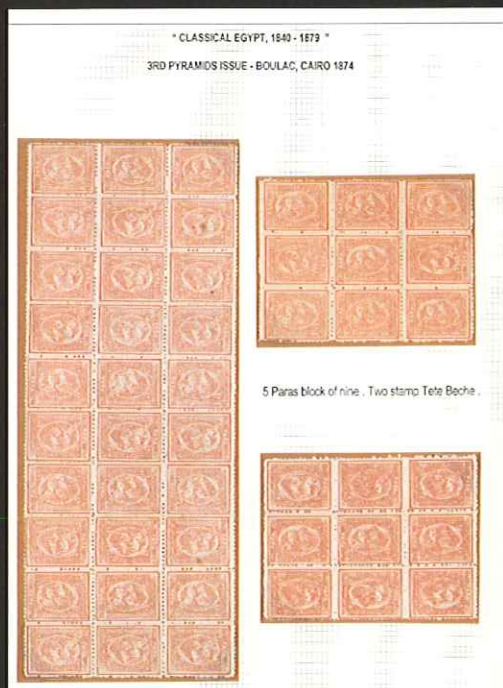 " CLASSICAL EGYPT, 1840 - 1879 "
3RD PYRAMIDS ISSUE - BOULAC, CAIRO 1874
5 Paras block of nine . Two stamp Tete Beche .